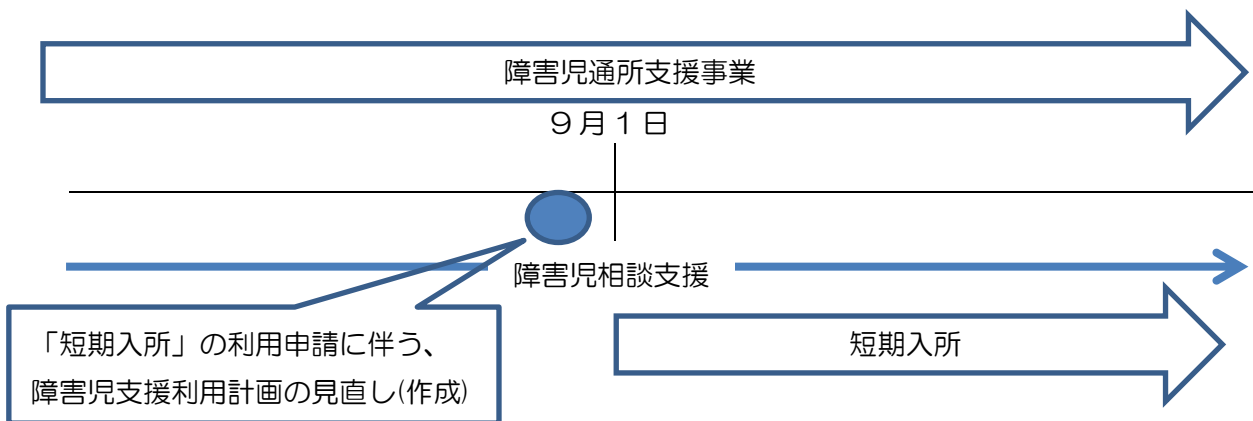 障害児通所支援事業
９月１日
障害児相談支援
「短期入所」の利用申請に伴う、
障害児支援利用計画の見直し(作成)
短期入所